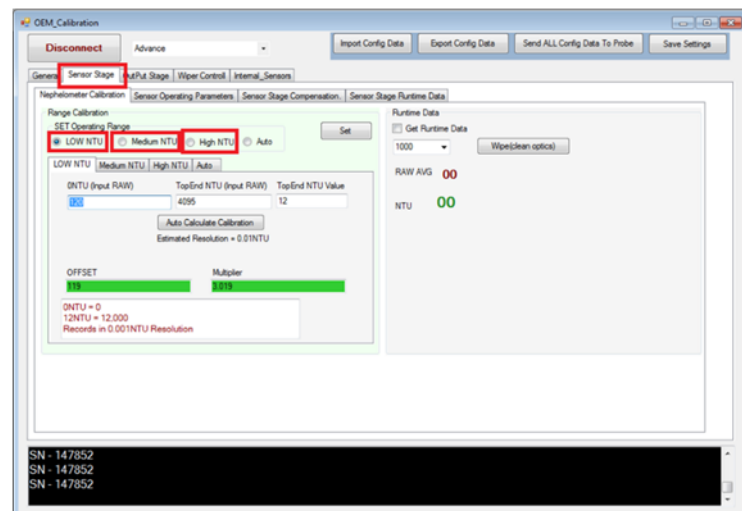 OEM_Calibration
Disconnect
Advance
Import Config Data
Export Config Data
Send ALL Config Data To Probe
Save Settings
General
Sensor Stage
OutPut Stage
Wiper Controll
Internal_Sensors
Nephelometer Calibration
Sensor Operating Parameters
Sensor Stage Compensation.
Sensor Stage Runtime Data
Range Calibration
SET Operating Range
LOW NTU
Medium NTU
High NTU
Auto
Set
LOW NTU
Medium NTU
High NTU
Auto
0NTU (Input RAW)
TopEnd NTU (Input RAW)
TopEnd NTU Value
120
4095
12
Auto Calculate Calibration
Estimated Resolution = 0.01NTU
OFFSET
Multiplier
119
3.019
0NTU = 0
12NTU = 12,000
Records in 0.001NTU Resolution
Runtime Data
Get Runtime Data
1000
Wipe(clean optics)
RAW AVG 00
NTU 00
SN - 147852
SN - 147852
SN - 147852